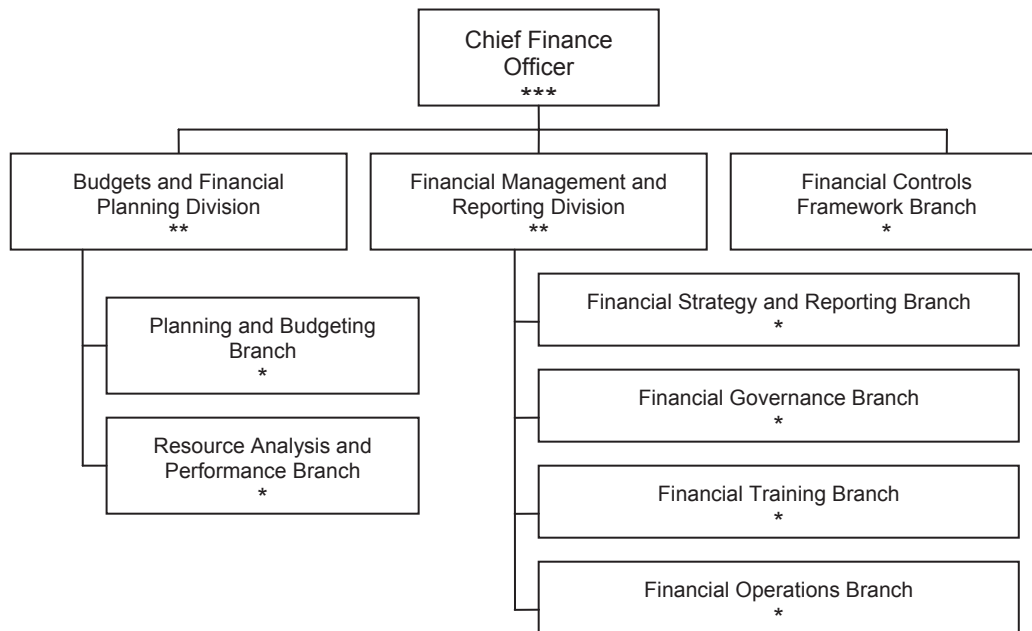 Chief Finance
Officer
***
Budgets and Financial
Planning Division
**
Financial Management and
Reporting Division
**
Financial Controls
Framework Branch
*
Planning and Budgeting
Branch
*
Resource Analysis and
Performance Branch
*
Financial Strategy and Reporting Branch
*
Financial Governance Branch
*
Financial Training Branch
*
Financial Operations Branch
*